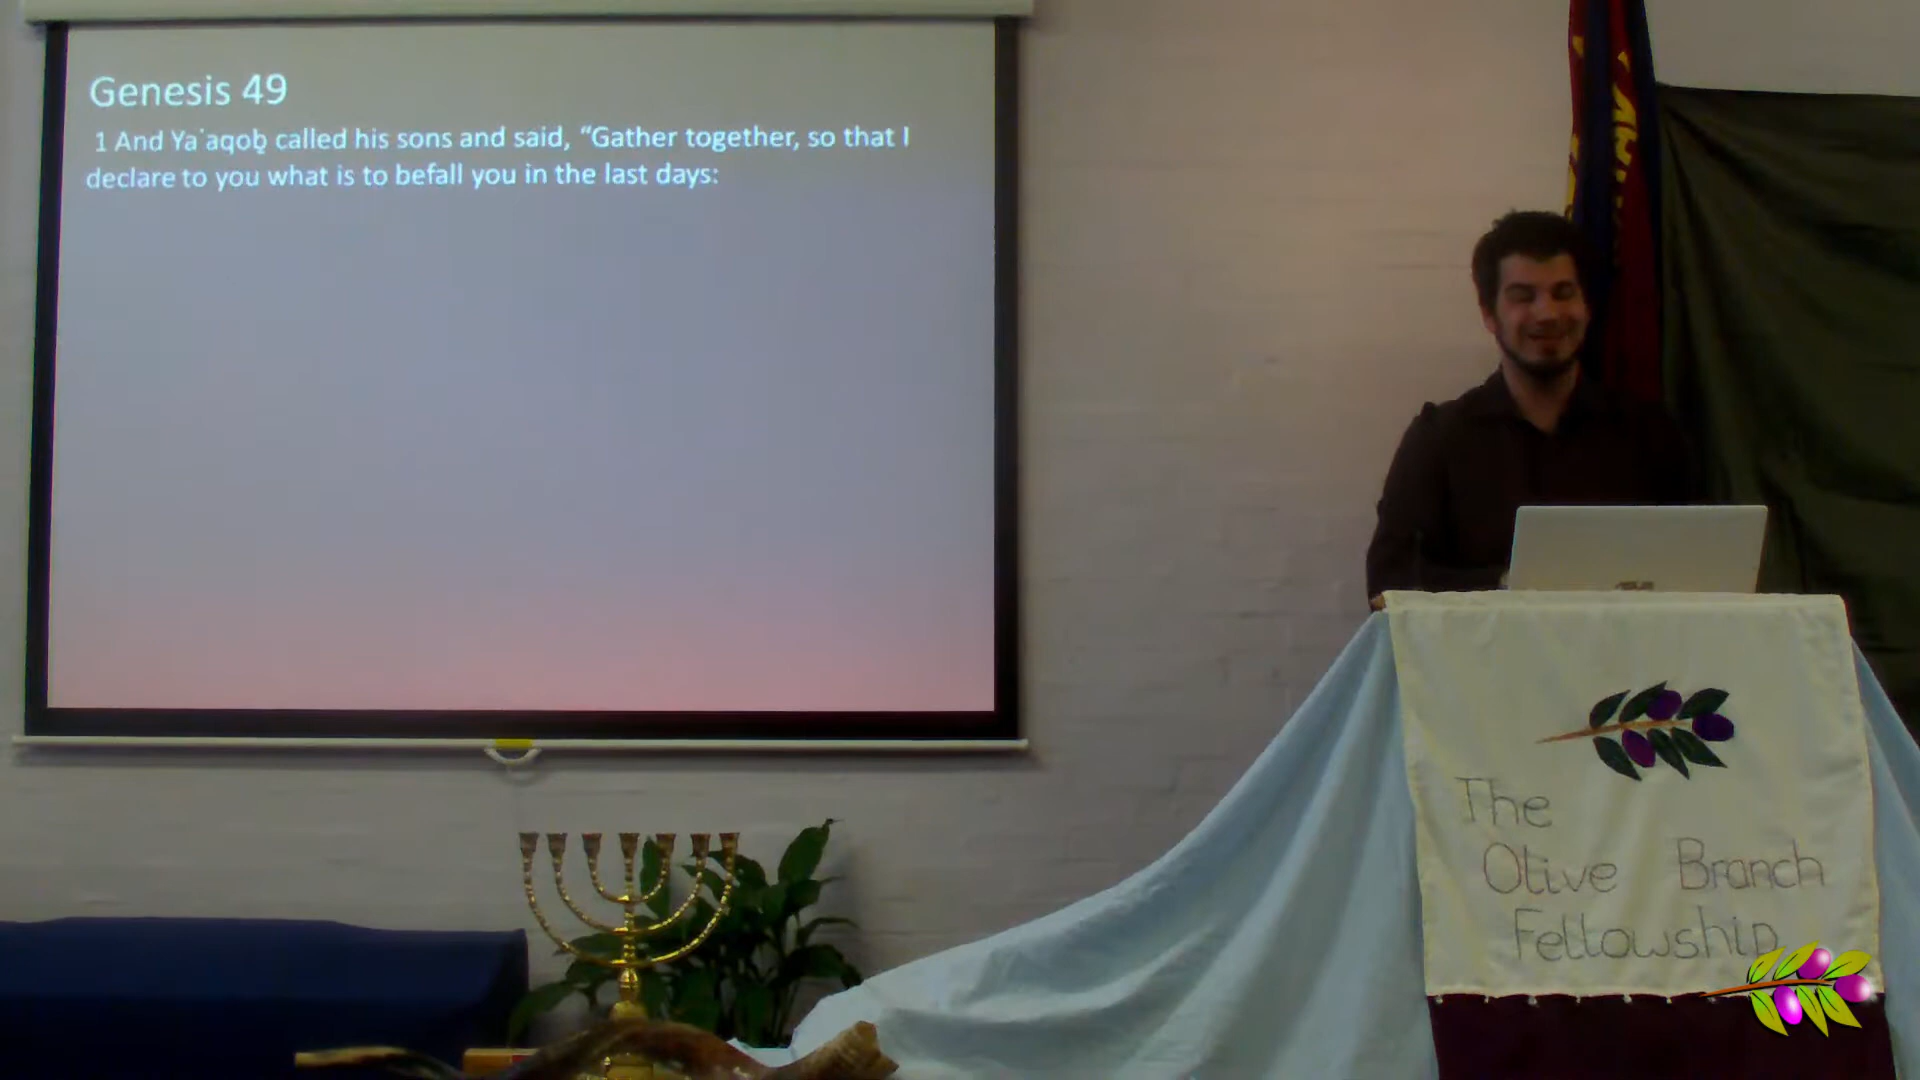 Genesis 49
1 And Ya῾aqoḇ called his sons and said, “Gather together, so that I
declare to you what is to befall you in the last days:
ASUS
The
Olive Branch
Fellowship